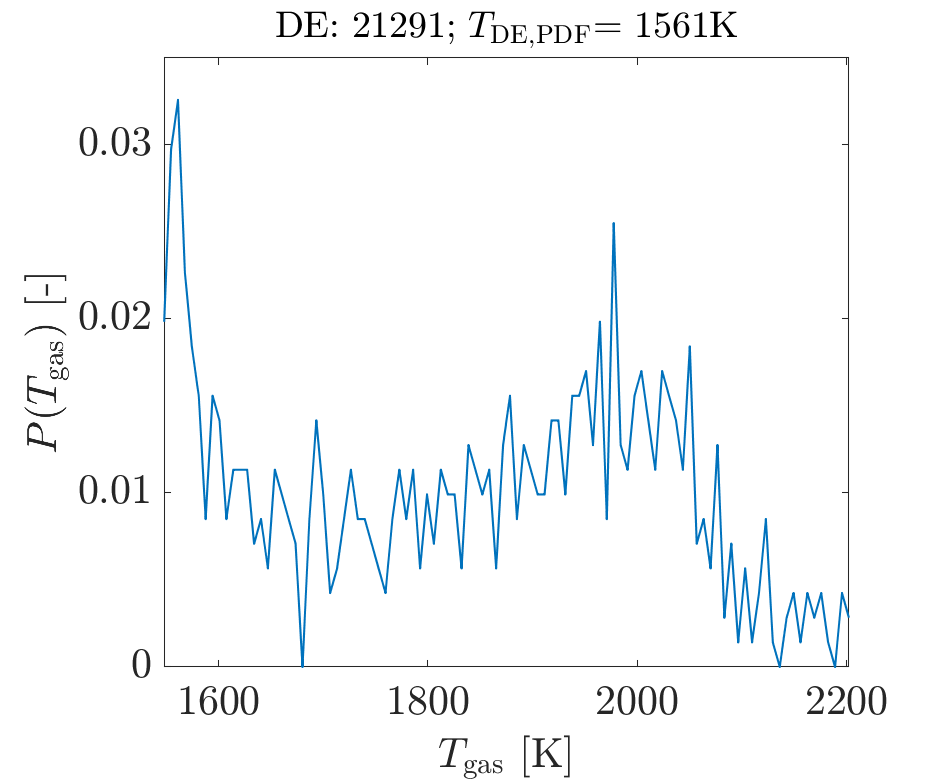 DE: 21291; T_DE,PDF= 1561K
0.03
0.02
0.01
0
P(T_gas) [-]
1600 1800 2000 2200
T_gas [K]